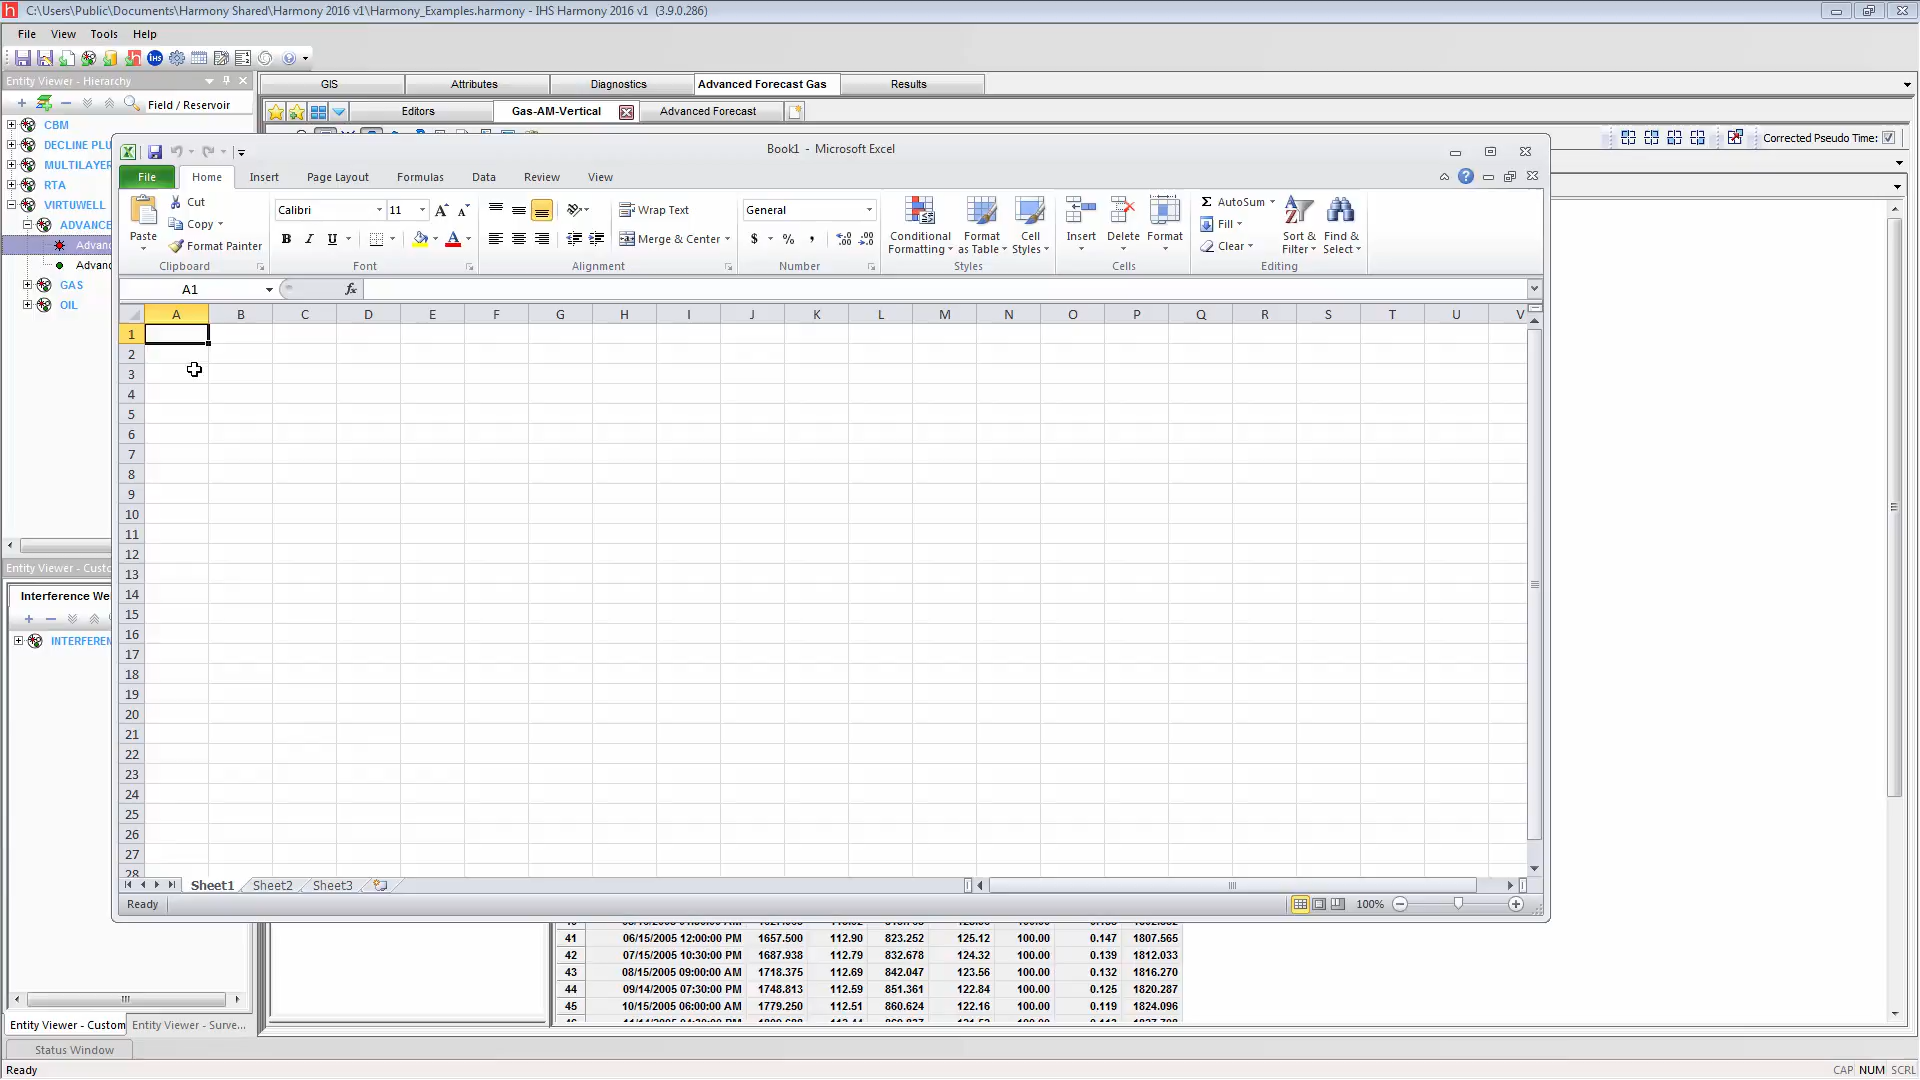 C:\Users\Public\Documents\Harmony Shared\Harmony 2016 v1\Harmony_Examples.harmony - IHS Harmony 2016 v1 (3.9.0.286)
File View Tools Help
Entity Viewer - Hierarchy
GIS Attributes Diagnostics Advanced Forecast Gas Results
Field / Reservoir
Editors Gas-AM-Vertical Advanced Forecast
Corrected Pseudo Time:
CBM
DECLINE PLU
MULTILAYER
RTA
VIRTUWELL
ADVANCE
Advanc
Advanc
GAS
OIL
Book1 - Microsoft Excel
File Home Insert Page Layout Formulas Data Review View
Paste
Cut
Copy
Format Painter
Clipboard
Calibri 11
B I U
Font
Wrap Text
Merge & Center
Alignment
General
$ % ,
Number
Conditional Formatting
Format as Table
Cell Styles
Styles
Insert Delete Format
Cells
AutoSum
Fill
Clear
Sort & Filter
Find & Select
Editing
A1 fx
A B C D E F G H I J K L M N O P Q R S T U V
1
2
3
4
5
6
7
8
9
10
11
12
13
14
15
16
17
18
19
20
21
22
23
24
25
26
27
28
Sheet1 Sheet2 Sheet3
Ready 100%
Entity Viewer - Custo
Interference We
INTERFEREN
41 06/15/2005 12:00:00 PM 1657.500 112.90 823.252 125.12 100.00 0.147 1807.565
42 07/15/2005 10:30:00 PM 1687.938 112.79 832.678 124.32 100.00 0.139 1812.033
43 08/15/2005 09:00:00 AM 1718.375 112.69 842.047 123.56 100.00 0.132 1816.270
44 09/14/2005 07:30:00 PM 1748.813 112.59 851.361 122.84 100.00 0.125 1820.287
45 10/15/2005 06:00:00 AM 1779.250 112.51 860.624 122.16 100.00 0.119 1824.096
Entity Viewer - Custom Entity Viewer - Surve...
Status Window
Ready CAP NUM SCRL